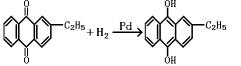 O OH
C₂H₅ + H₂ Pd C₂H₅
O OH